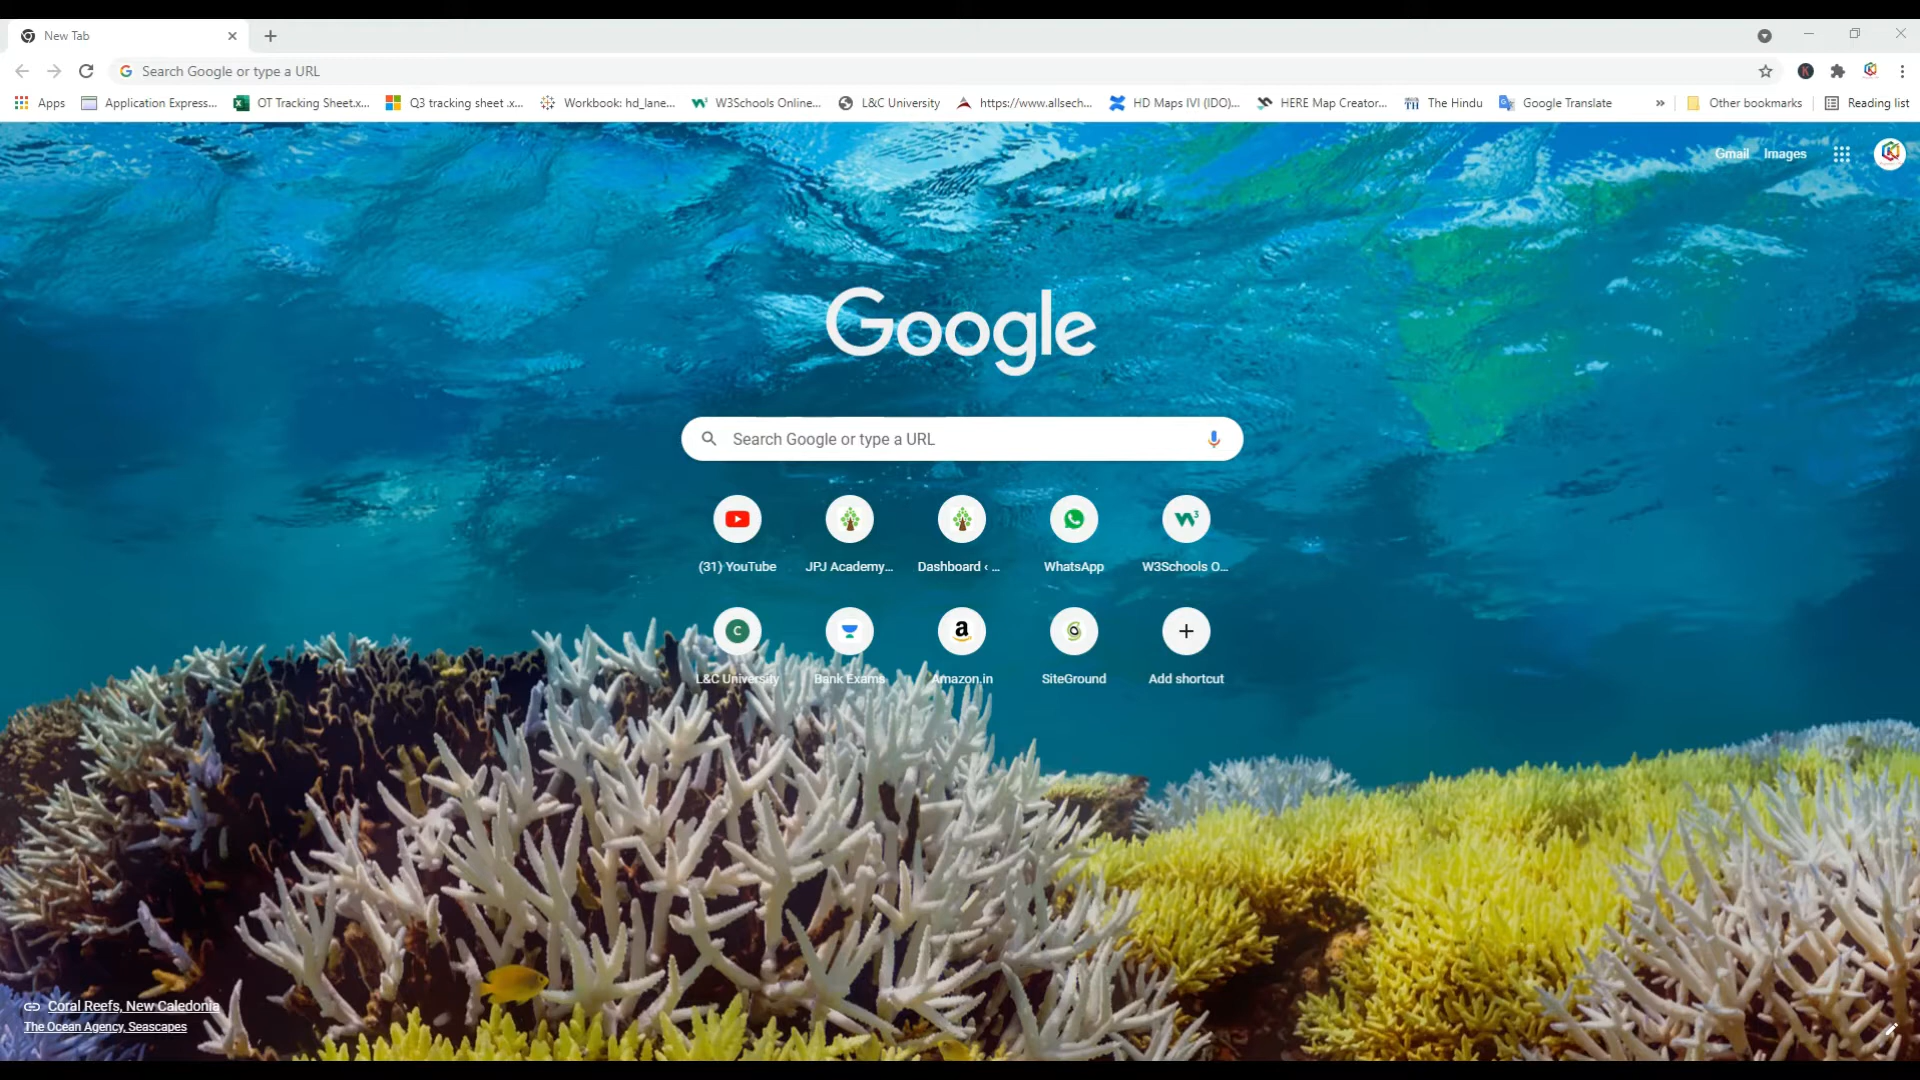 New Tab
Search Google or type a URL
Apps Application Express... OT Tracking Sheet.x... Q3 tracking sheet .x... Workbook: hd_lane... W3Schools Online... L&C University https://www.allsech... HD Maps IVI (IDO)... HERE Map Creator... The Hindu Google Translate » Other bookmarks Reading list
Gmail Images
Google
Search Google or type a URL
(31) YouTube JPJ Academy... Dashboard ‹ ... WhatsApp W3Schools O...
L&C University Bank Exams Amazon.in SiteGround Add shortcut
Coral Reefs, New Caledonia
The Ocean Agency, Seascapes